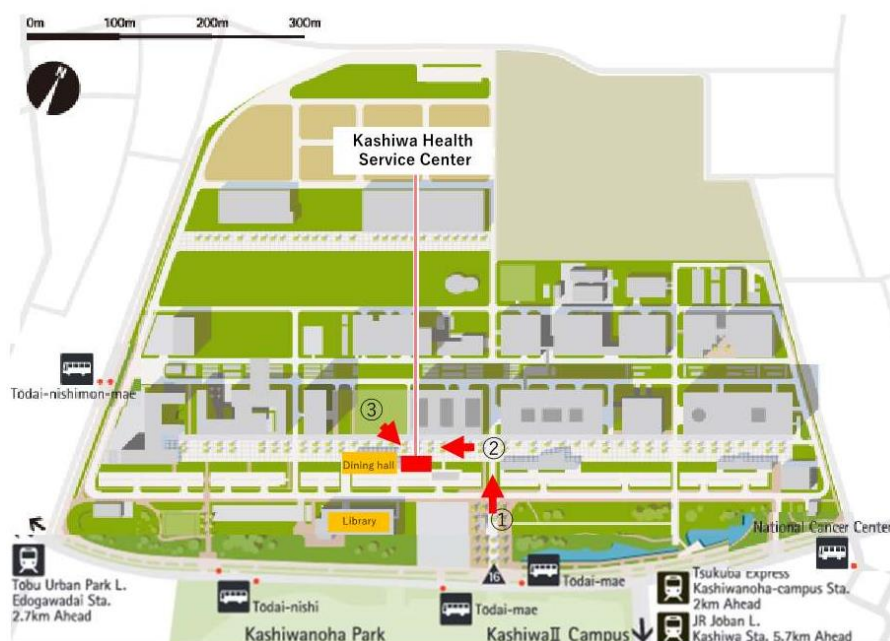 0m 100m 200m 300m
N
Kashiwa Health
Service Center
Todai-nishimon-mae
③
②
Dining hall
①
Library
National Cancer Center
Tobu Urban Park L.
Edogawadai Sta.
2.7km Ahead
16
Todai-mae
Tsukuba Express
Kashiwanoha-campus Sta.
2km Ahead
Todai-nishi
Todai-mae
JR Joban L.
Kashiwa Sta. 5.7km Ahead
Kashiwanoha Park
KashiwaⅡ Campus